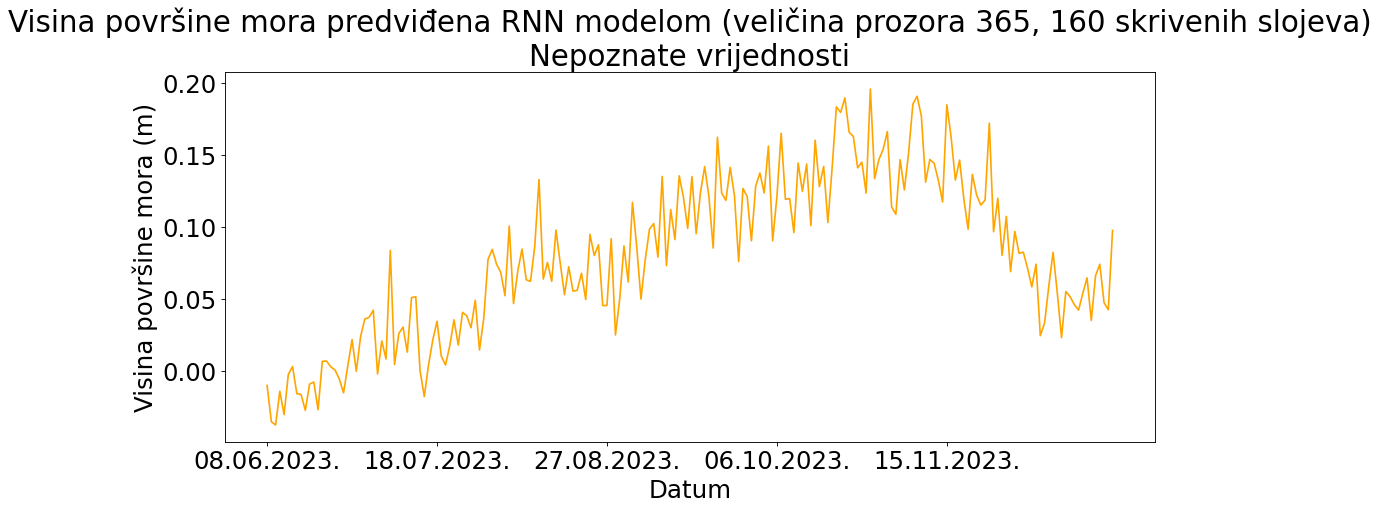 Visina površine mora predviđena RNN modelom (veličina prozora 365, 160 skrivenih slojeva)
Nepoznate vrijednosti
Visina površine mora (m)
0.20
0.15
0.10
0.05
0.00
08.06.2023. 18.07.2023. 27.08.2023. 06.10.2023. 15.11.2023.
Datum